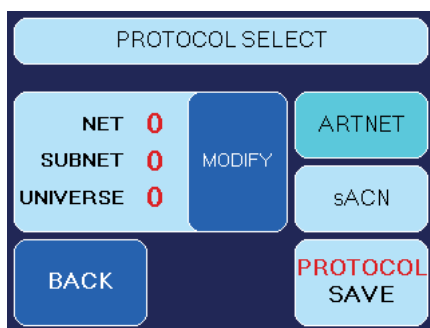 PROTOCOL SELECT
NET 0
SUBNET 0
UNIVERSE 0
MODIFY
ARTNET
sACN
BACK
PROTOCOL
SAVE